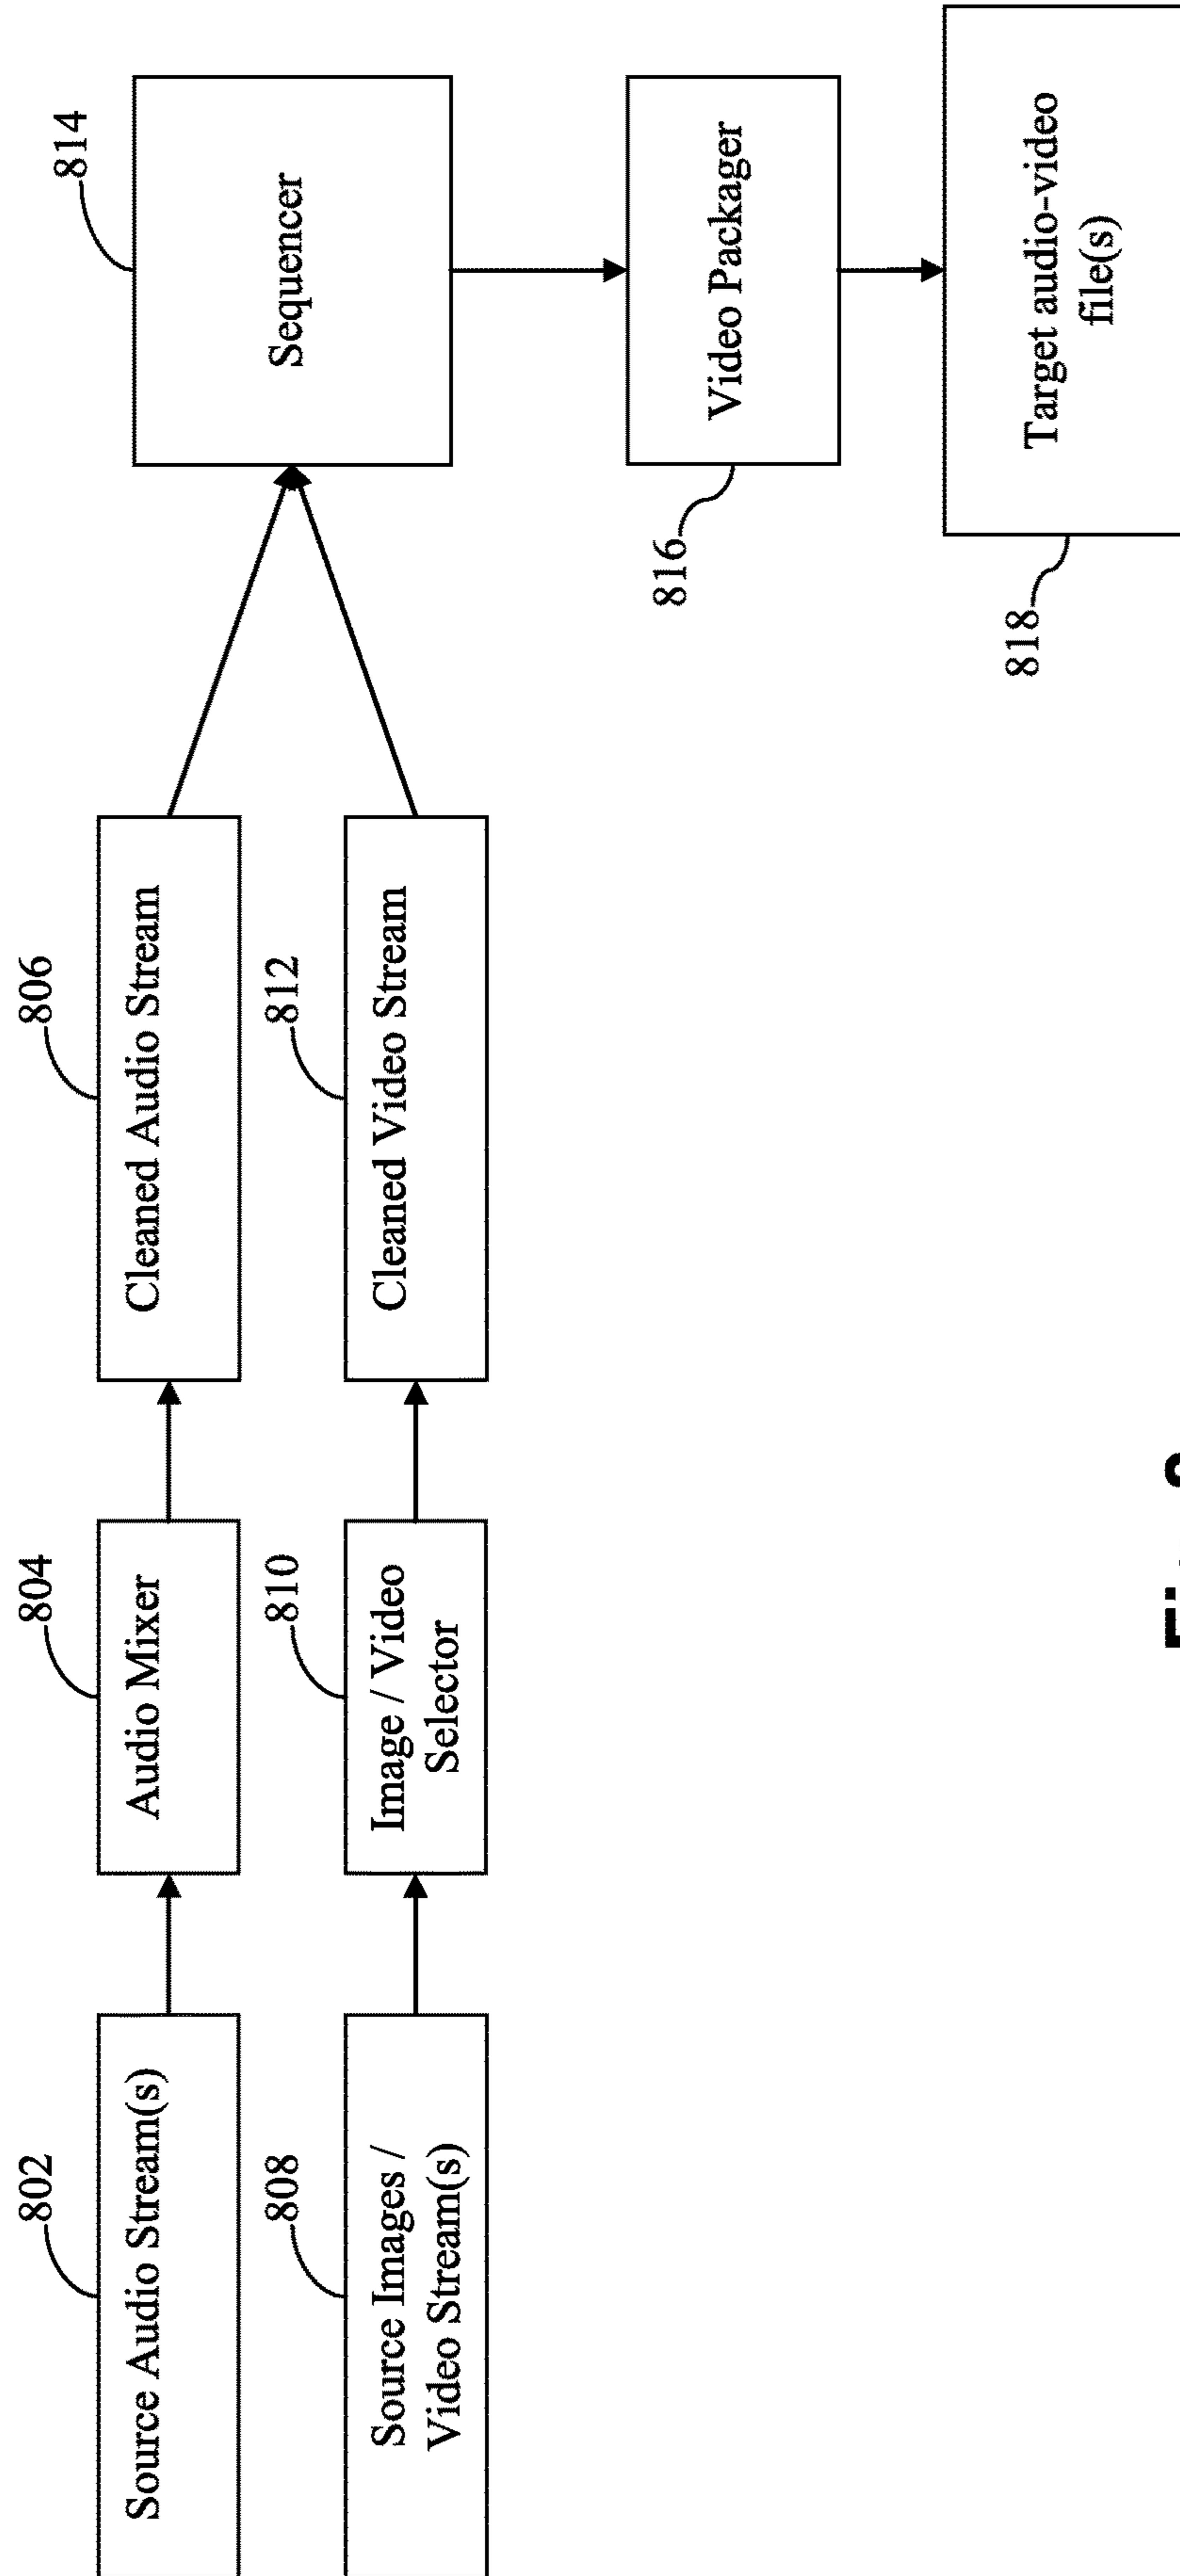 802
Source Audio Stream(s)
804
Audio Mixer
806
Cleaned Audio Stream
808
Source Images /
Video Stream(s)
810
Image / Video
Selector
812
Cleaned Video Stream
814
Sequencer
816
Video Packager
818
Target audio-video
file(s)